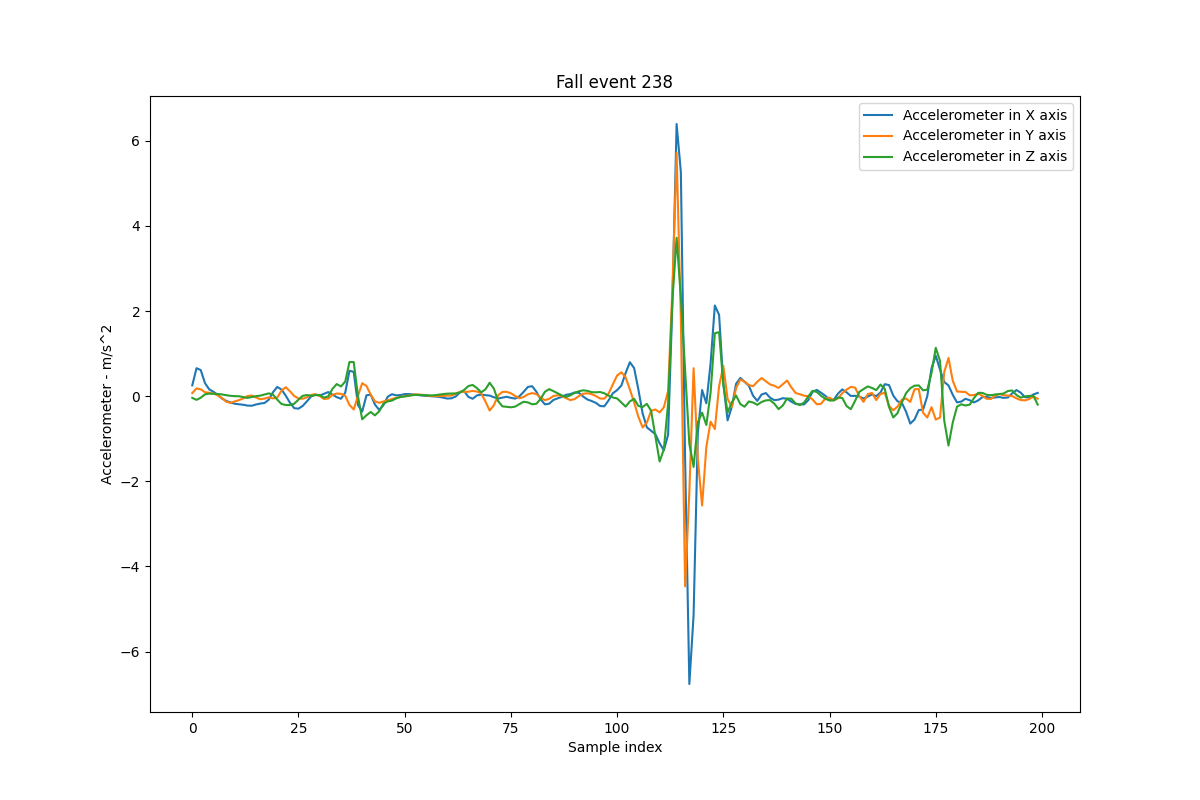 Fall event 238
Accelerometer in X axis
Accelerometer in Y axis
Accelerometer in Z axis
Accelerometer - m/s^2
6
4
2
0
−2
−4
−6
0 25 50 75 100 125 150 175 200
Sample index